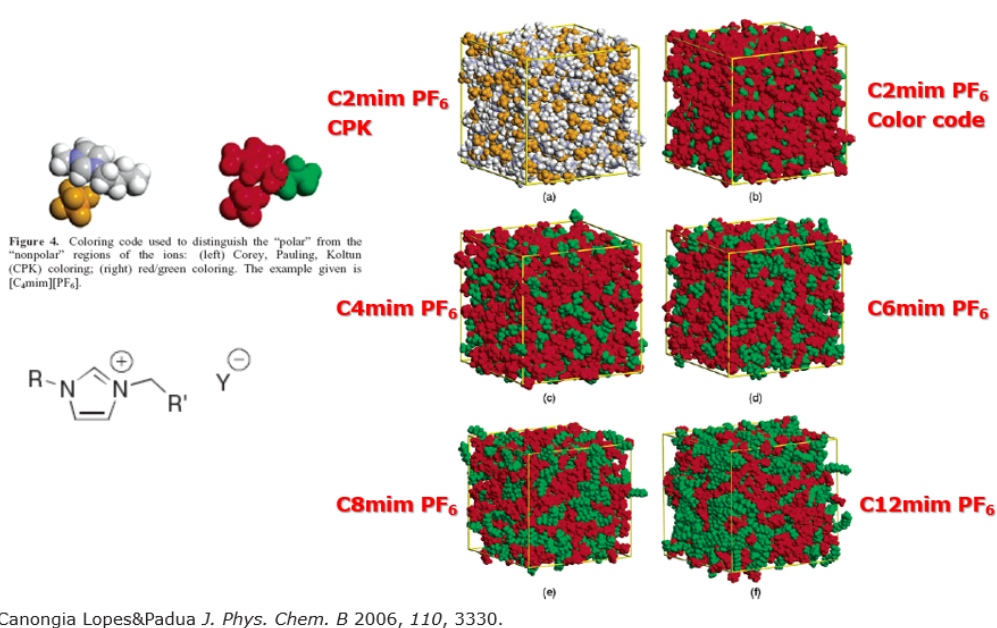 C2mim PF₆
CPK
C2mim PF₆
Color code
(a)
(b)
Figure 4. Coloring code used to distinguish the “polar” from the
“nonpolar” regions of the ions: (left) Corey, Pauling, Koltun
(CPK) coloring; (right) red/green coloring. The example given is
[C₄mim][PF₆].
C4mim PF₆
C6mim PF₆
(c)
(d)
R
N
+
N
R'
Y
−
C8mim PF₆
C12mim PF₆
(e)
(f)
Canongia Lopes&Padua J. Phys. Chem. B 2006, 110, 3330.